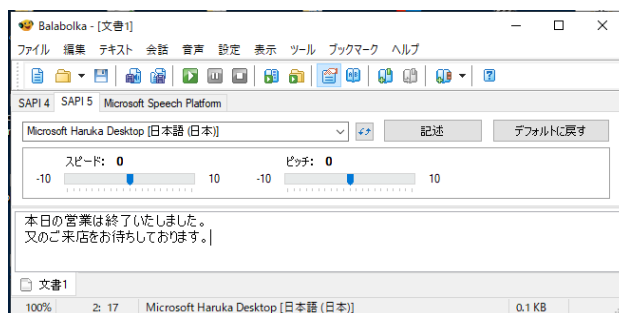 Balabolka - [文書1]
ファイル 編集 テキスト 会話 音声 設定 表示 ツール ブックマーク ヘルプ
SAPI 4 SAPI 5 Microsoft Speech Platform
Microsoft Haruka Desktop [日本語 (日本)] 記述 デフォルトに戻す
スピード: 0 ピッチ: 0
-10 10 -10 10
本日の営業は終了いたしました。
又のご来店をお待ちしております。
文書1
100% 2: 17 Microsoft Haruka Desktop [日本語 (日本)] 0.1 KB